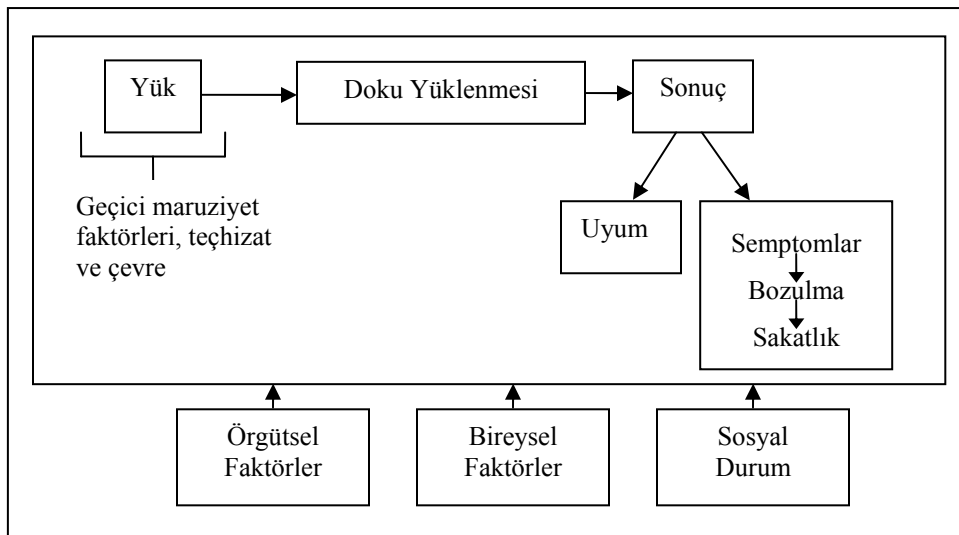 Yük
Doku Yüklenmesi
Sonuç
Geçici maruziyet
faktörleri, teçhizat
ve çevre
Uyum
Semptomlar
Bozulma
Sakatlık
Örgütsel
Faktörler
Bireysel
Faktörler
Sosyal
Durum